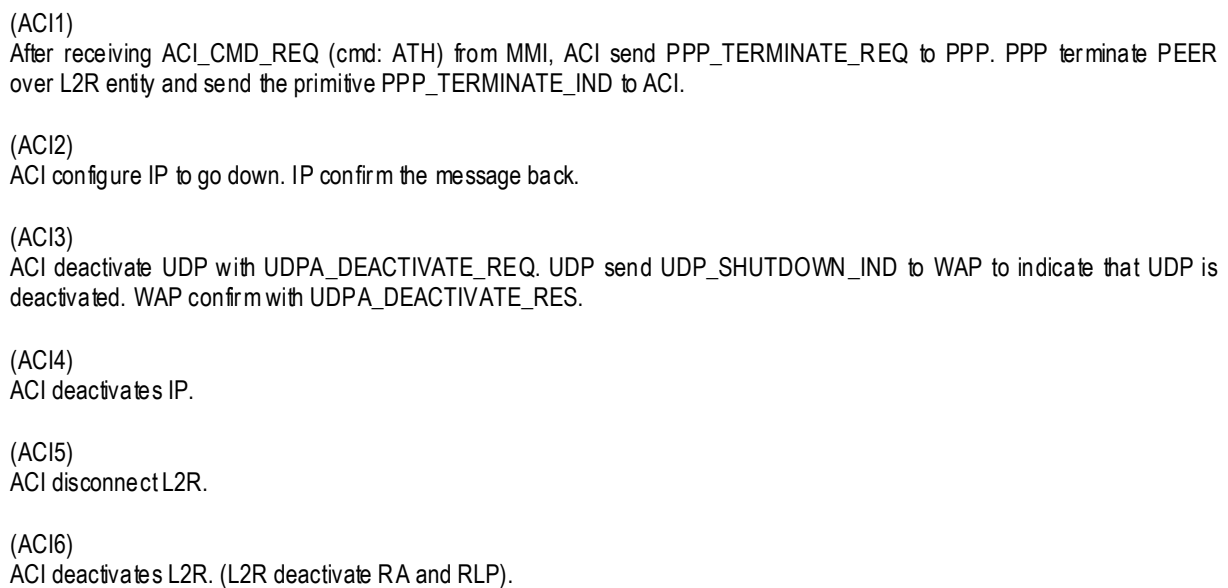 (ACI1)
After receiving ACI_CMD_REQ (cmd: ATH) from MMI, ACI send PPP_TERMINATE_REQ to PPP. PPP terminate PEER
over L2R entity and send the primitive PPP_TERMINATE_IND to ACI.
(ACI2)
ACI configure IP to go down. IP confirm the message back.
(ACI3)
ACI deactivate UDP with UDPA_DEACTIVATE_REQ. UDP send UDP_SHUTDOWN_IND to WAP to indicate that UDP is
deactivated. WAP confirm with UDPA_DEACTIVATE_RES.
(ACI4)
ACI deactivates IP.
(ACI5)
ACI disconnect L2R.
(ACI6)
ACI deactivates L2R. (L2R deactivate RA and RLP).